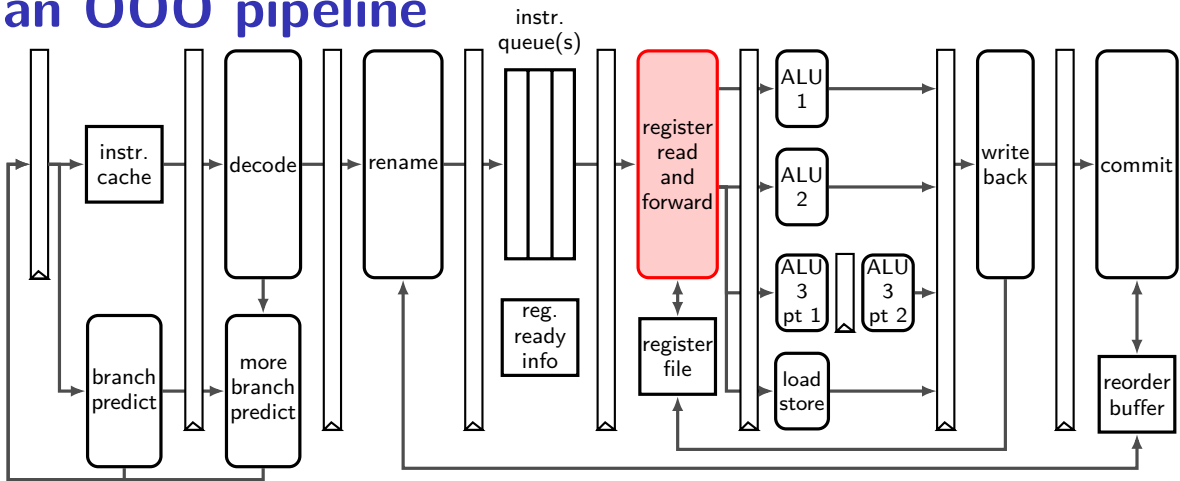 an OOO pipeline
instr.
queue(s)
instr.
cache
decode
rename
register
read
and
forward
ALU
1
ALU
2
ALU
3
pt 1
ALU
3
pt 2
load
store
write
back
commit
branch
predict
more
branch
predict
reg.
ready
info
register
file
reorder
buffer